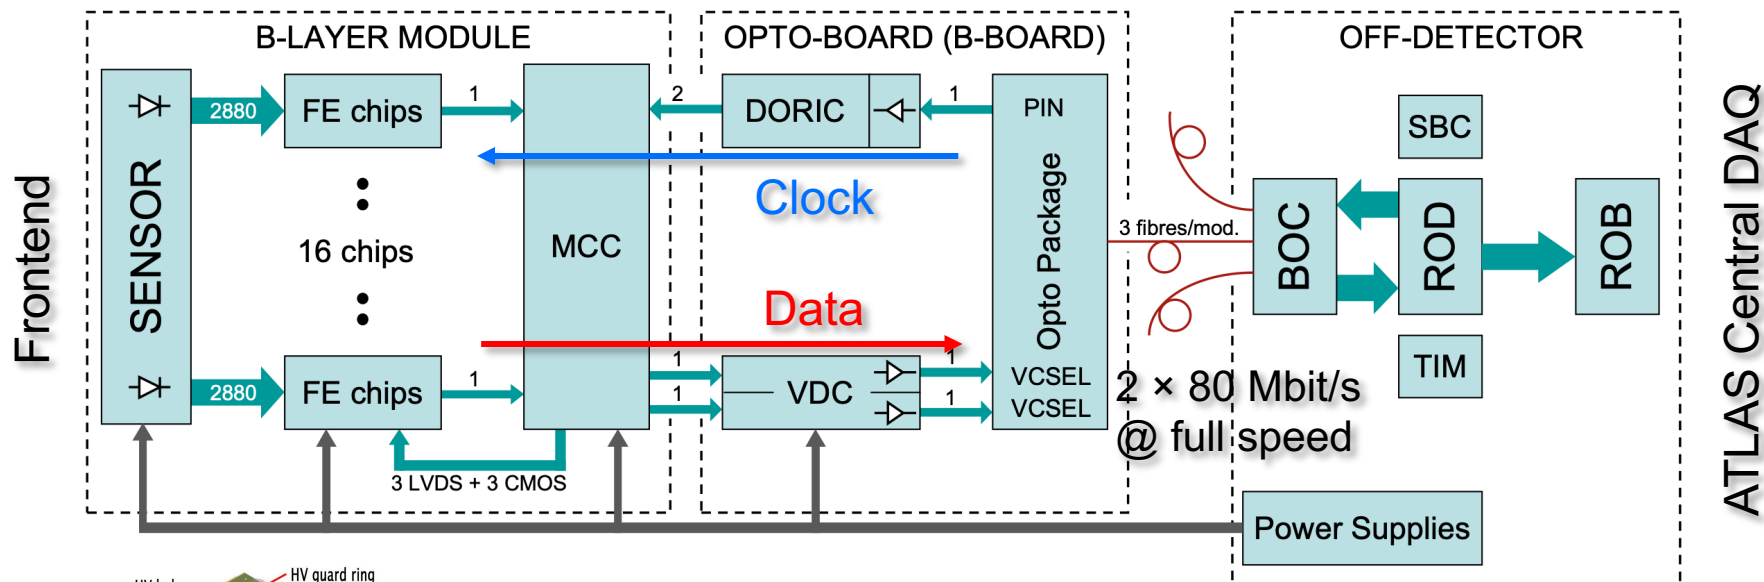 B-LAYER MODULE
OPTO-BOARD (B-BOARD)
OFF-DETECTOR
Frontend
SENSOR
2880
FE chips
1
16 chips
2880
FE chips
1
MCC
3 LVDS + 3 CMOS
2
DORIC
1
Clock
Data
1
1
VDC
1
1
PIN
Opto Package
VCSEL
VCSEL
3 fibres/mod.
2 × 80 Mbit/s
@ full speed
BOC
SBC
ROD
TIM
ROB
Power Supplies
ATLAS Central DAQ
HV guard ring